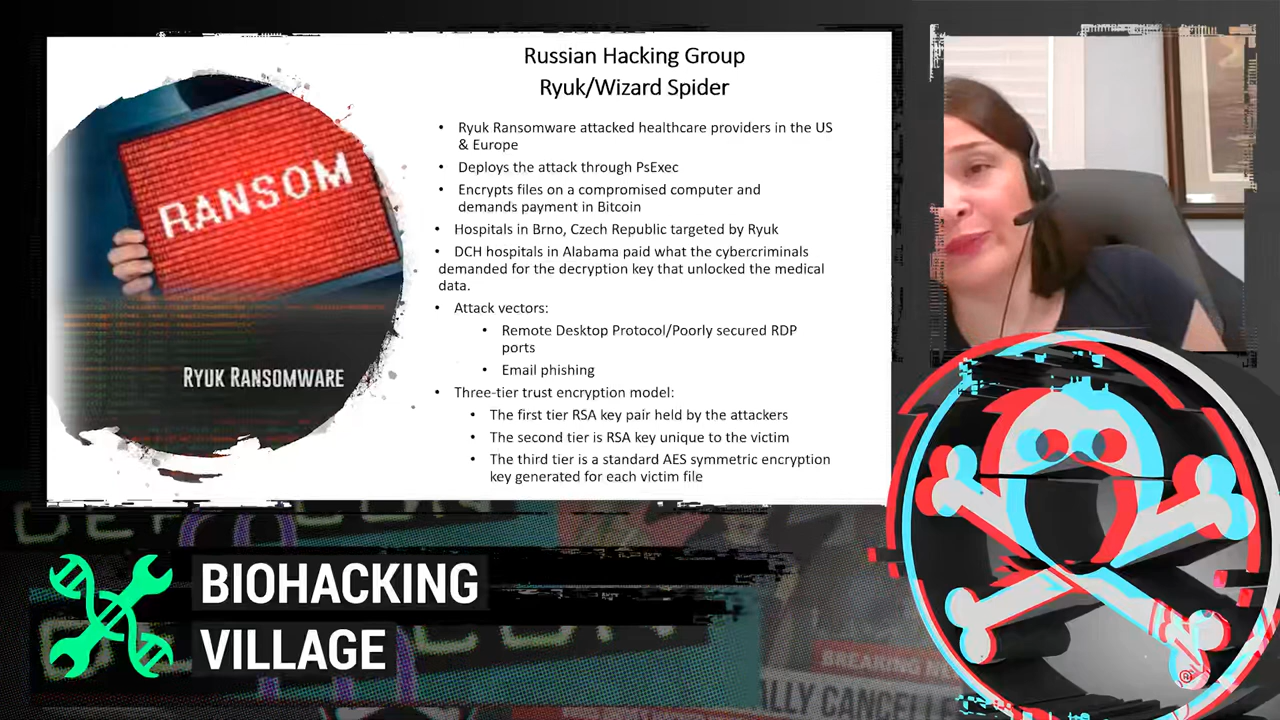 Russian Hacking Group
Ryuk/Wizard Spider
• Ryuk Ransomware attacked healthcare providers in the US
& Europe
• Deploys the attack through PsExec
• Encrypts files on a compromised computer and
demands payment in Bitcoin
• Hospitals in Brno, Czech Republic targeted by Ryuk
• DCH hospitals in Alabama paid what the cybercriminals
demanded for the decryption key that unlocked the medical
data.
• Attack vectors:
• Remote Desktop Protocol/Poorly secured RDP
ports
• Email phishing
• Three-tier trust encryption model:
• The first tier RSA key pair held by the attackers
• The second tier is RSA key unique to the victim
• The third tier is a standard AES symmetric encryption
key generated for each victim file
RANSOM
RYUK RANSOMWARE
BIOHACKING
VILLAGE
BREAKING
ALLY CANCELLE
®